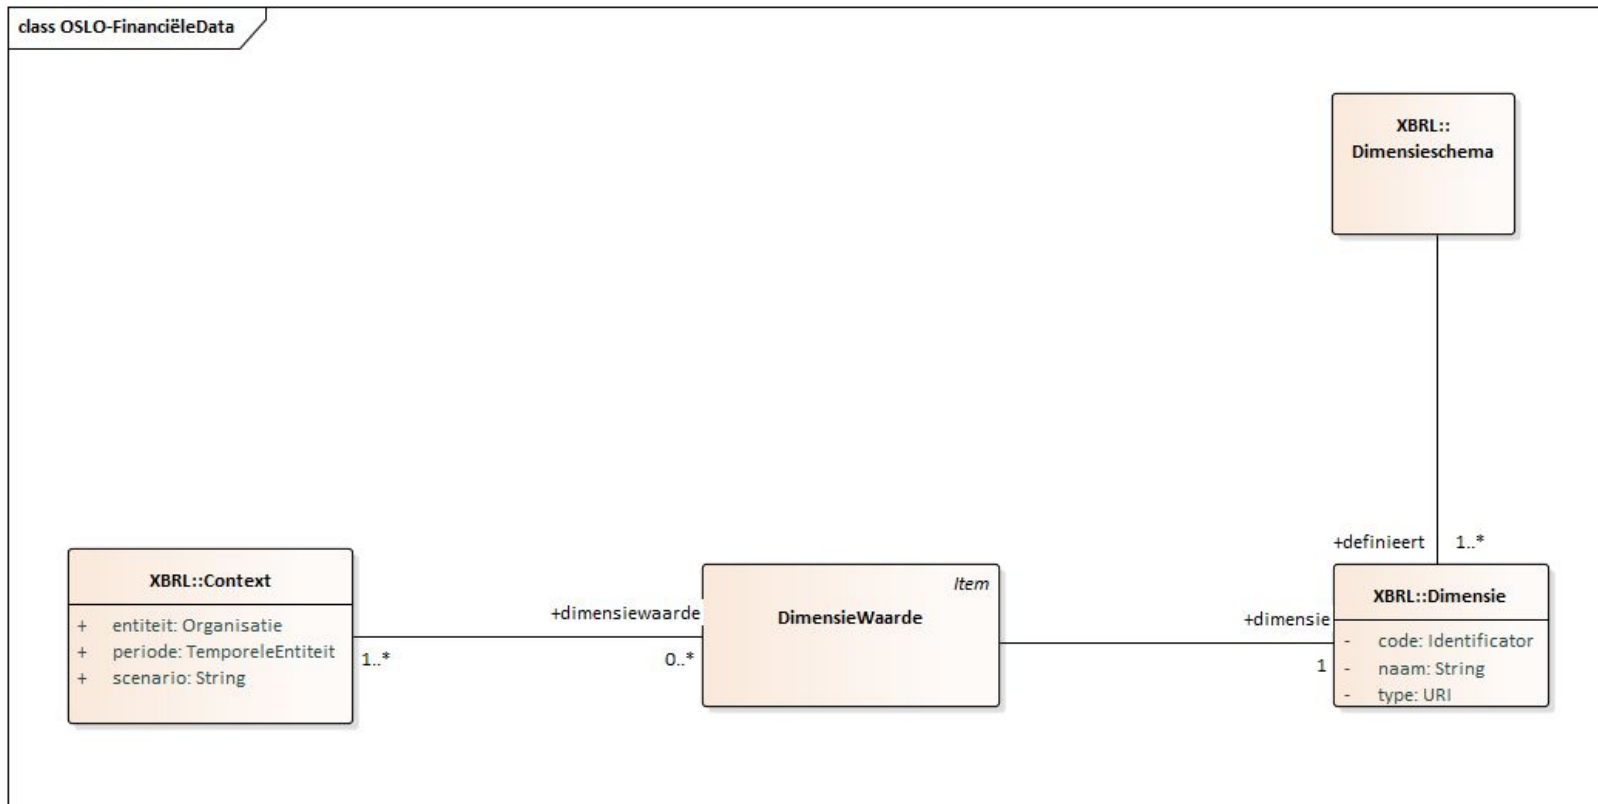 class OSLO-FinanciëleData
XBRL::
Dimensieschema
+definieert 1..*
XBRL::Context
+ entiteit: Organisatie
+ periode: TemporeleEntiteit
+ scenario: String
+dimensiewaarde
1..* 0..*
Item
DimensieWaarde
+dimensie
1
XBRL::Dimensie
- code: Identificator
- naam: String
- type: URI